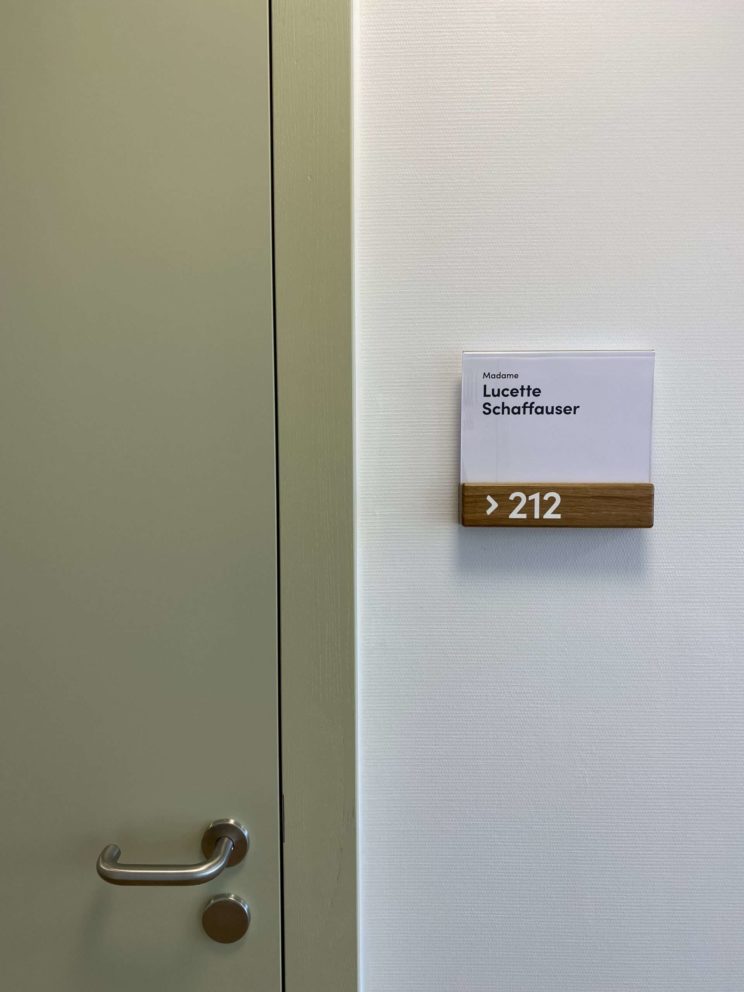 Madame
Lucette
Schaffauser
> 212